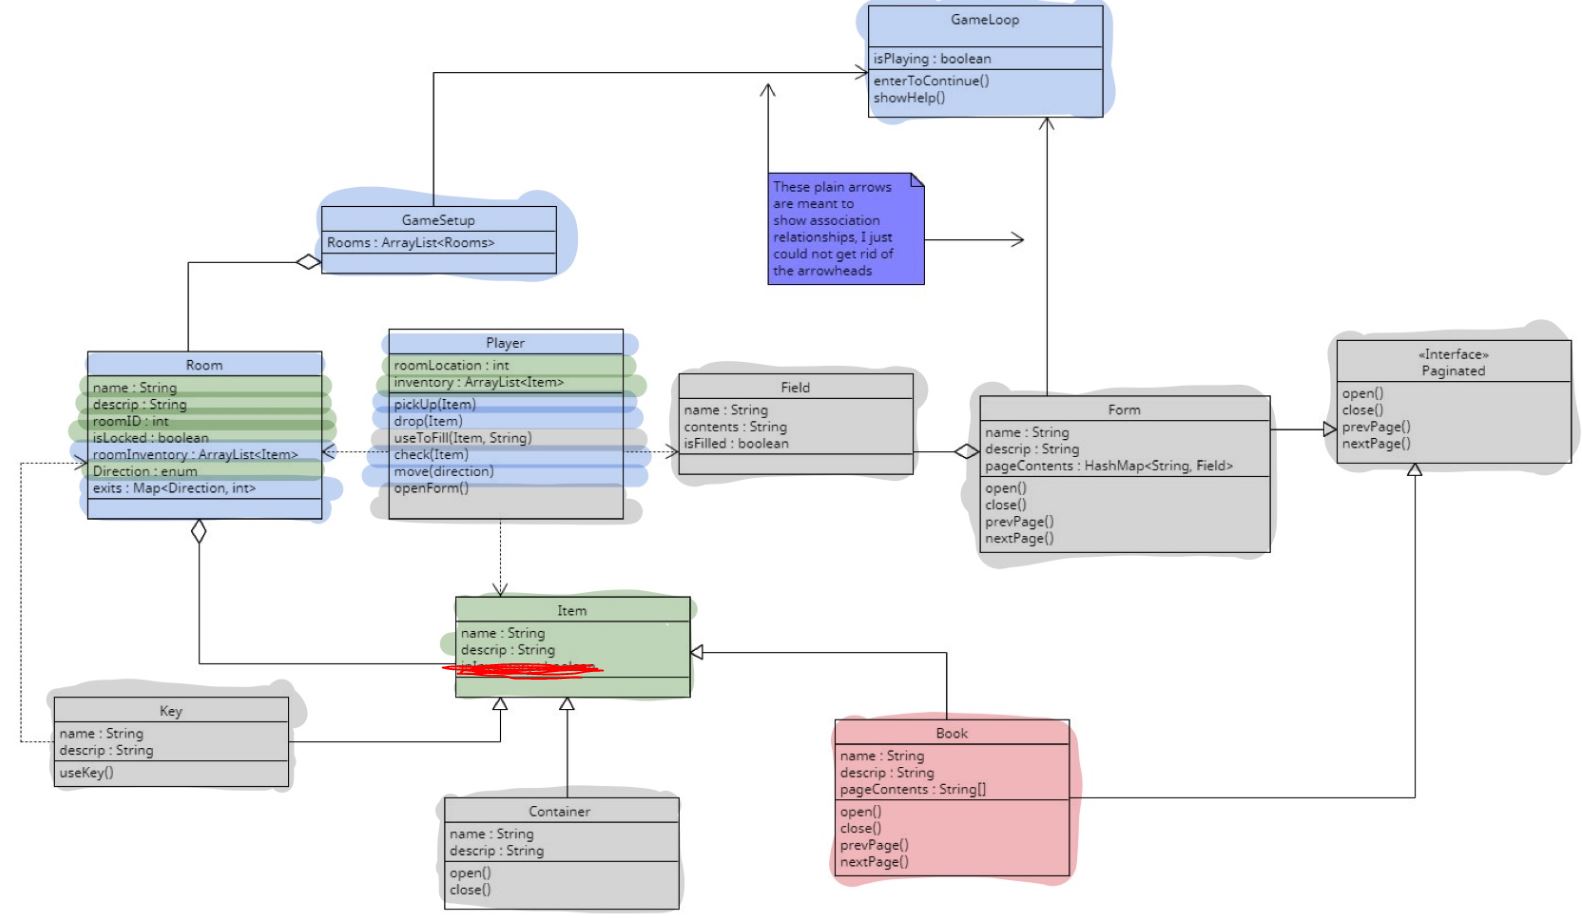 GameLoop
isPlaying : boolean
enterToContinue()
showHelp()
These plain arrows
are meant to
show association
relationships, I just
could not get rid of
the arrowheads
GameSetup
Rooms : ArrayList<Rooms>
Room
name : String
descrip : String
roomID : int
isLocked : boolean
roomInventory : ArrayList<Item>
Direction : enum
exits : Map<Direction, int>
Player
roomLocation : int
inventory : ArrayList<Item>
pickUp(Item)
drop(Item)
useToFill(Item, String)
check(Item)
move(direction)
openForm()
Field
name : String
contents : String
isFilled : boolean
Form
name : String
descrip : String
pageContents : HashMap<String, Field>
open()
close()
prevPage()
nextPage()
«Interface»
Paginated
open()
close()
prevPage()
nextPage()
Item
name : String
descrip : String
Key
name : String
descrip : String
useKey()
Container
name : String
descrip : String
open()
close()
Book
name : String
descrip : String
pageContents : String[]
open()
close()
prevPage()
nextPage()